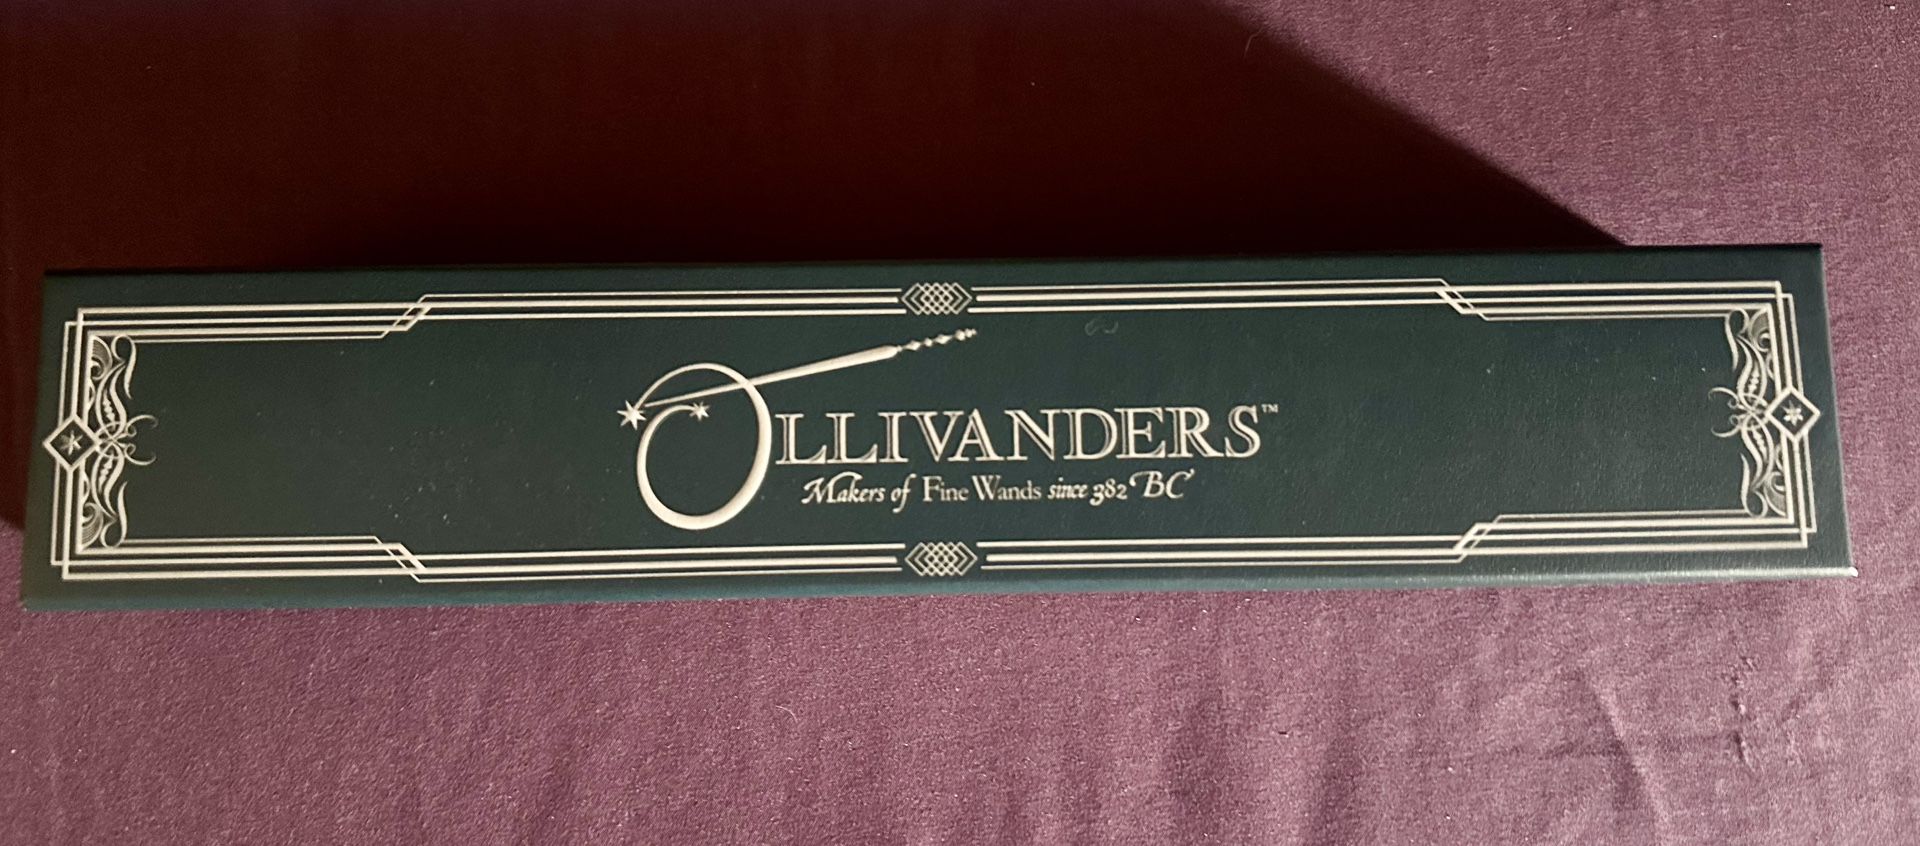 OLLIVANDERS™
Makers of Fine Wands since 382 BC